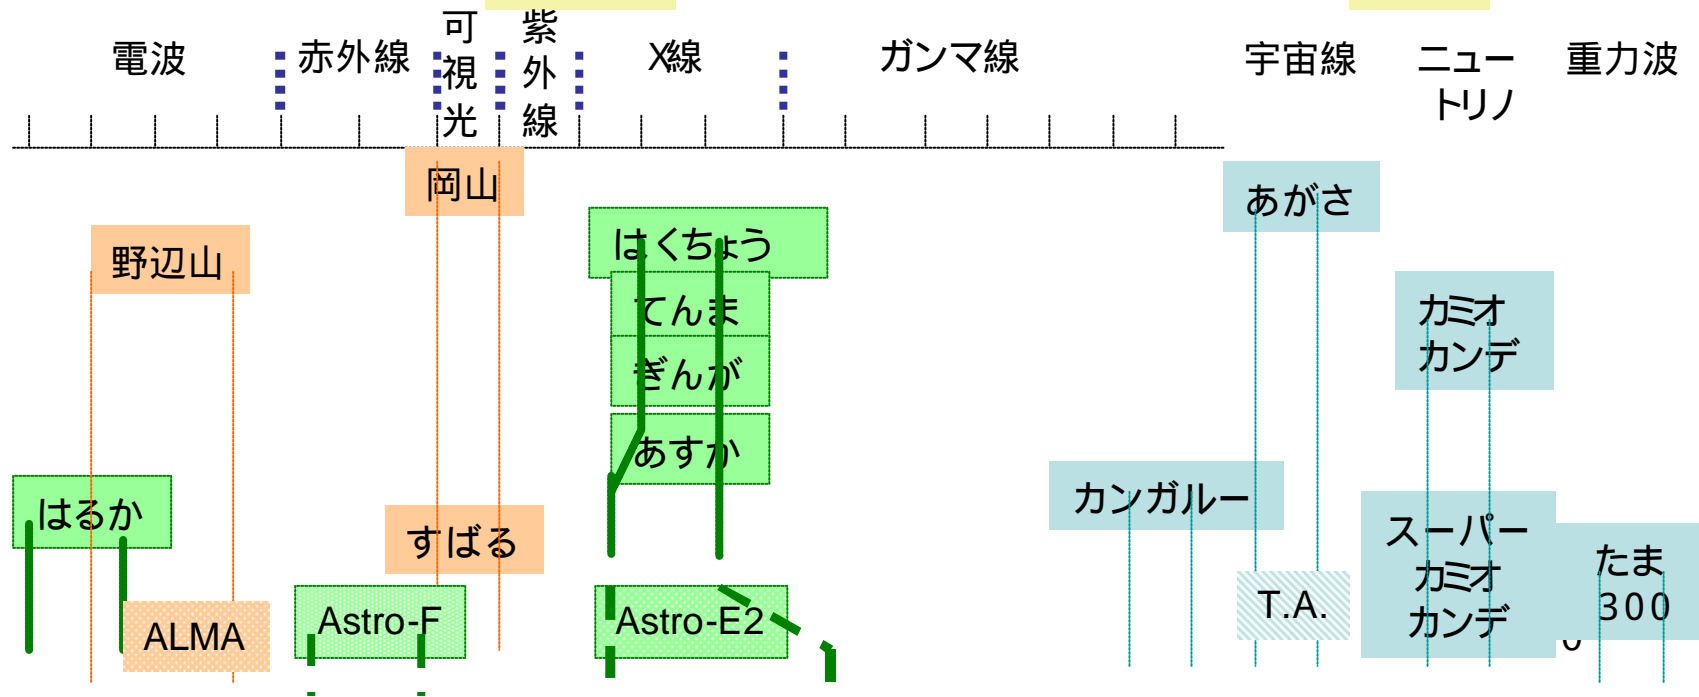 電波
赤外線
可視光
紫外線
X線
ガンマ線
宇宙線
ニュー
トリノ
重力波
岡山
あがさ
野辺山
はくちょう
てんま
ぎんが
あすか
カミオ
カンデ
はるか
すばる
カンガルー
スーパー
カミオ
カンデ
たま
300
0
ALMA
Astro-F
Astro-E2
T.A.